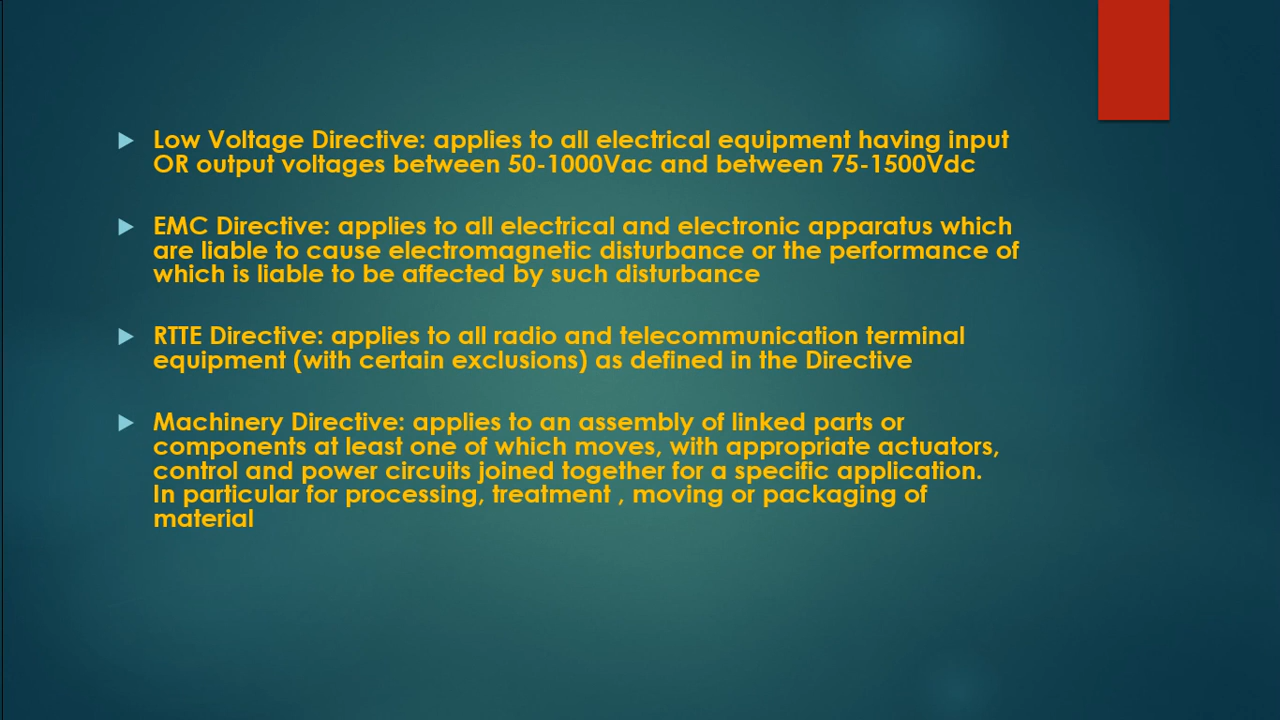 Low Voltage Directive: applies to all electrical equipment having input
OR output voltages between 50-1000Vac and between 75-1500Vdc
EMC Directive: applies to all electrical and electronic apparatus which
are liable to cause electromagnetic disturbance or the performance of
which is liable to be affected by such disturbance
RTTE Directive: applies to all radio and telecommunication terminal
equipment (with certain exclusions) as defined in the Directive
Machinery Directive: applies to an assembly of linked parts or
components at least one of which moves, with appropriate actuators,
control and power circuits joined together for a specific application.
In particular for processing, treatment , moving or packaging of
material